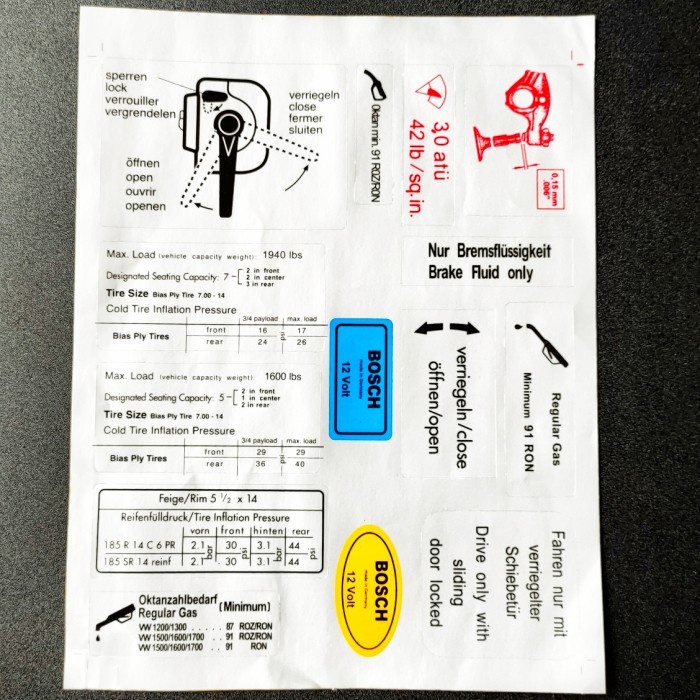 sperren
lock
verrouiller
vergrendelen
verriegeln
close
fermer
sluiten
öffnen
open
ouvrir
openen
Oktan min. 91 ROZ/RON
3,0 atü
42 lb/sq.in.
0,15 mm
.006"
Max. Load (vehicle capacity weight) 1940 lbs
Designated Seating Capacity: 7 - 2 in front
2 in center
3 in rear
Tire Size Bias Ply Tire 7.00 - 14
Cold Tire Inflation Pressure
3/4 payload max. load
Bias Ply Tires front 16 psi 17
rear 24 26
Nur Bremsflüssigkeit
Brake Fluid only
verriegeln/close
öffnen/open
Regular Gas
Minimum 91 RON
BOSCH
made in Germany
12 Volt
Max. Load (vehicle capacity weight) 1600 lbs
Designated Seating Capacity: 5 - 2 in front
1 in center
2 in rear
Tire Size Bias Ply Tire 7.00 - 14
Cold Tire Inflation Pressure
3/4 payload max. load
Bias Ply Tires front 29 psi 29
rear 36 40
Feige/Rim 5 1/2 x 14
Reifenfülldruck/Tire Inflation Pressure
vorn front hinten rear
185 R 14 C 6 PR 2.1 bar 30 psi 3.1 bar 44 psi
185 SR 14 reinf 2.1 30 3.1 44
BOSCH
made in Germany
12 Volt
Fahren nur mit
verriegelter
Schiebetür
Drive only with
sliding
door locked
Oktanzahlbedarf (Minimum)
Regular Gas
VW 1200/1300 ...... 87 ROZ/RON
VW 1500/1600/1700 .. 91 ROZ/RON
VW 1500/1600/1700 .. 91 RON